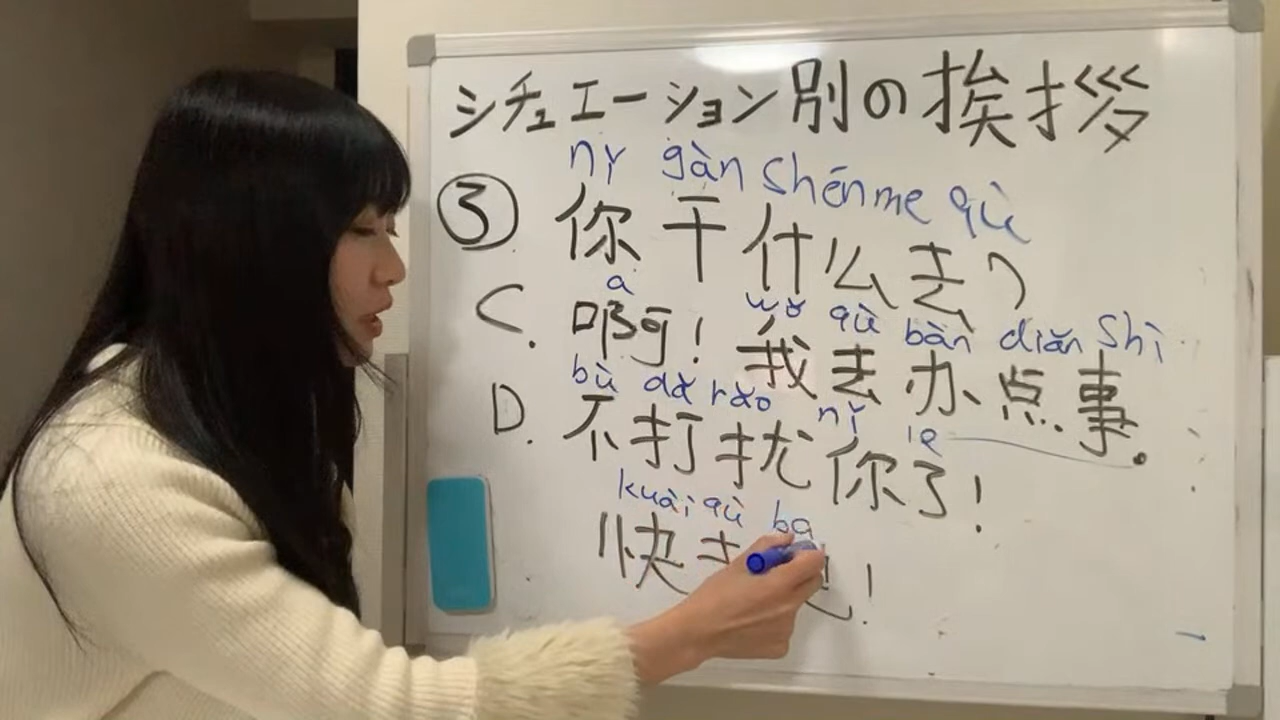 シチュエーション別の挨拶
nǐ gàn shénme qù
③ 你干什么去?
a wǒ qù bàn diǎn shì
C. 啊!我去办点事。
bù dǎ rǎo nǐ le
D. 不打扰你了!
kuài qù ba
快去吧!